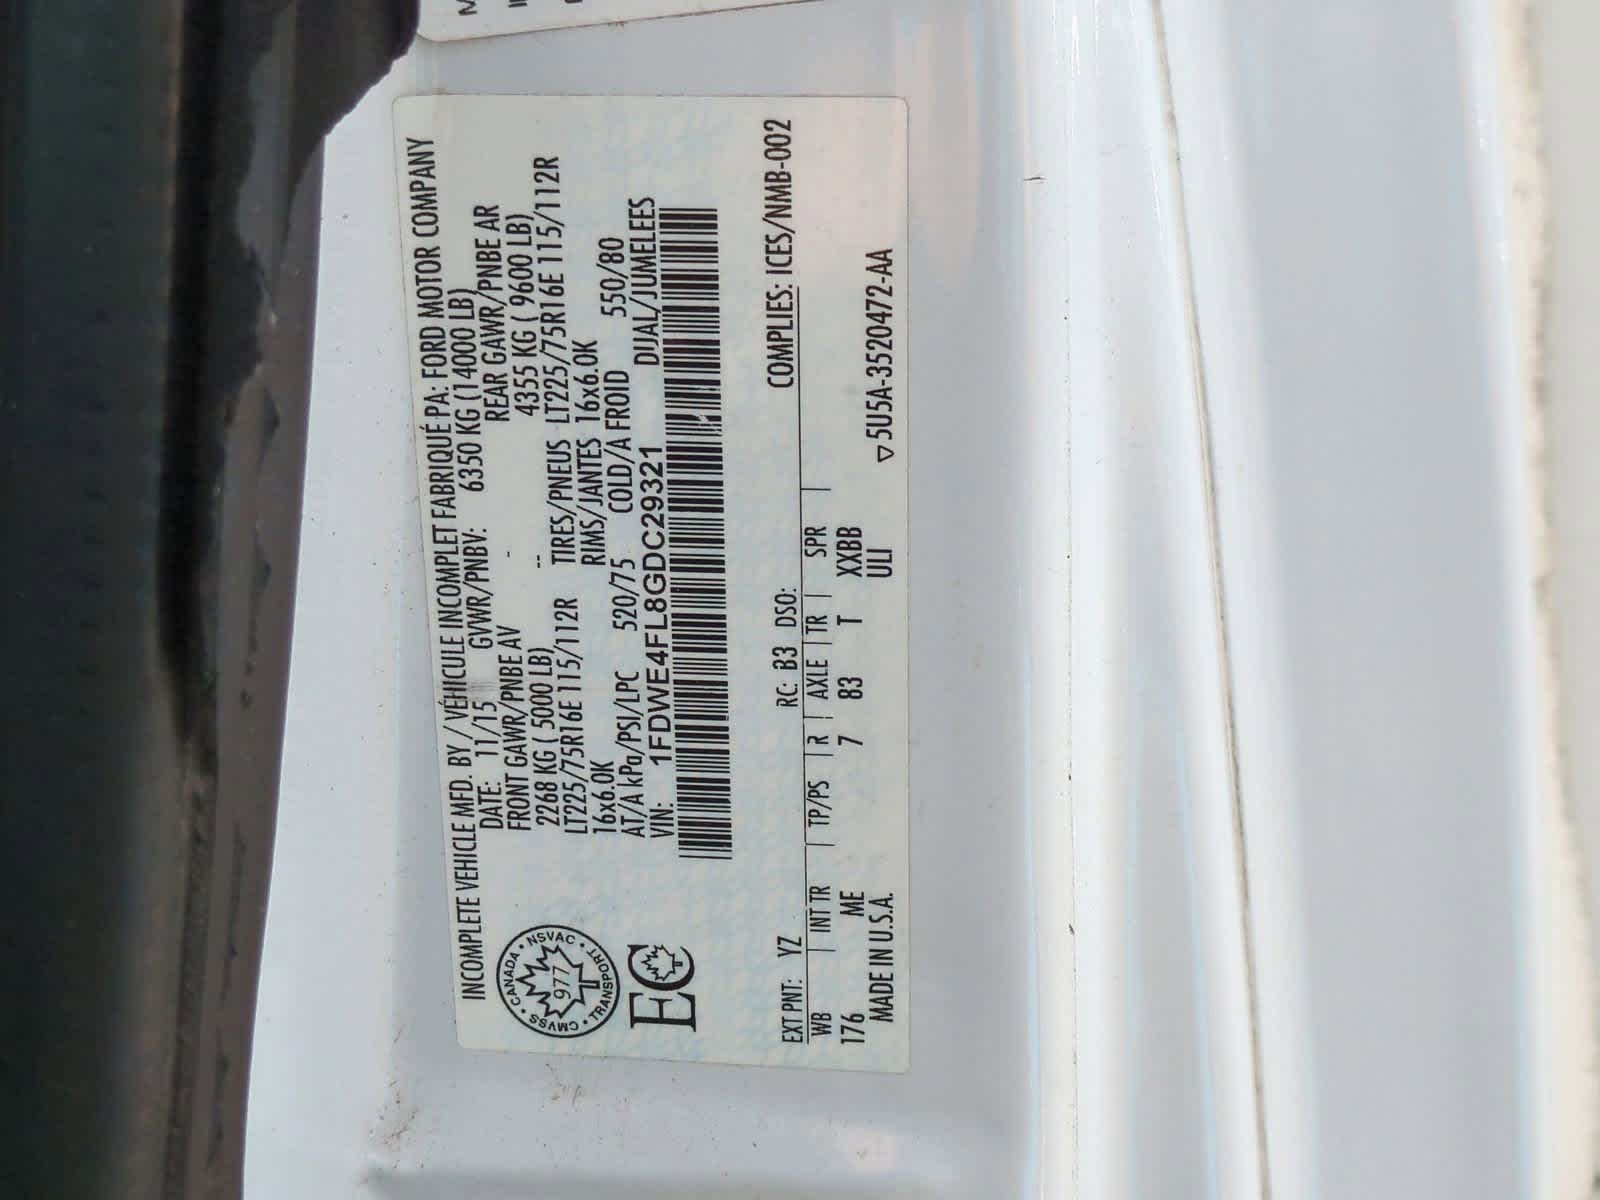 INCOMPLETE VEHICLE MFD. BY / VÉHICULE INCOMPLET FABRIQUÉ PA: FORD MOTOR COMPANY
DATE: 11/15 GVWR/PNBV: 6350 KG (14000 LB)
FRONT GAWR/PNBE AV - REAR GAWR/PNBE AR
2268 KG ( 5000 LB) -- 4355 KG ( 9600 LB)
LT225/75R16E 115/112R TIRES/PNEUS LT225/75R16E 115/112R
16x6.0K RIMS/JANTES 16x6.0K
AT/A kPa/PSI/LPC 520/75 COLD/A FROID 550/80
VIN: 1FDWE4FL8GDC29321 DUAL/JUMELEES
CANADA • NSVAC • TRANSPORT • CMVSS •
977
EC
EXT PNT: YZ RC: B3 DSO: COMPLIES: ICES/NMB-002
WB | INT TR | TP/PS | R | AXLE | TR | SPR |
176 ME 7 83 T XXBB
MADE IN U.S.A. ULI ▽5U5A-3520472-AA